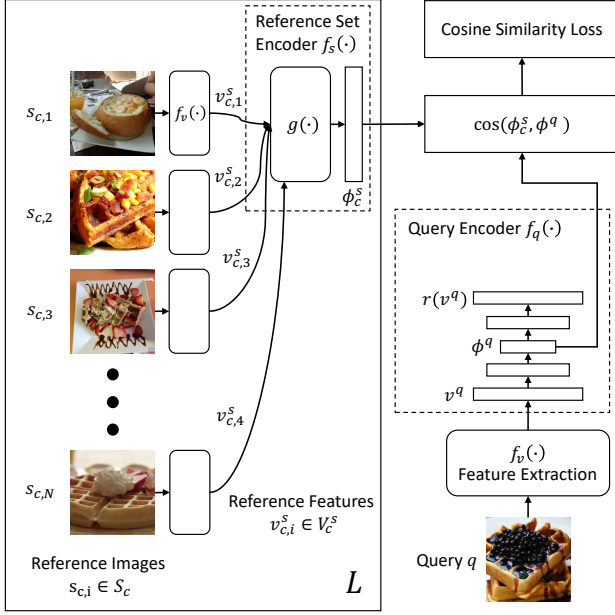 Reference Set
Encoder f_s(·)
Cosine Similarity Loss
s_{c,1}
f_v(·)
v^s_{c,1}
g(·)
cos(ϕ^s_c, ϕ^q)
s_{c,2}
v^s_{c,2}
ϕ^s_c
Query Encoder f_q(·)
s_{c,3}
v^s_{c,3}
r(v^q)
ϕ^q
v^q
v^s_{c,4}
f_v(·)
Feature Extraction
s_{c,N}
Reference Features
v^s_{c,i} ∈ V^s_c
Reference Images
s_{c,i} ∈ S_c
L
Query q